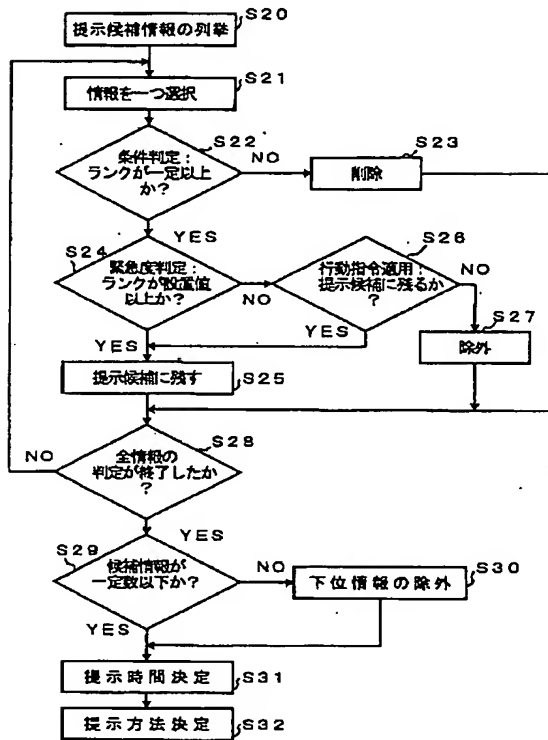 S20
提示候補情報の列挙
S21
情報を一つ選択
S22
条件判定:
ランクが一定以上
か?
NO
S23
削除
YES
S24
緊急度判定:
ランクが設置値
以上か?
NO
S26
行動指令適用:
提示候補に残るか
?
NO
S27
除外
YES
YES
提示候補に残す
S25
S28
全情報の
判定が終了したか
?
NO
YES
S29
候補情報が
一定数以下か?
NO
S30
下位情報の除外
YES
提示時間決定
S31
提示方法決定
S32